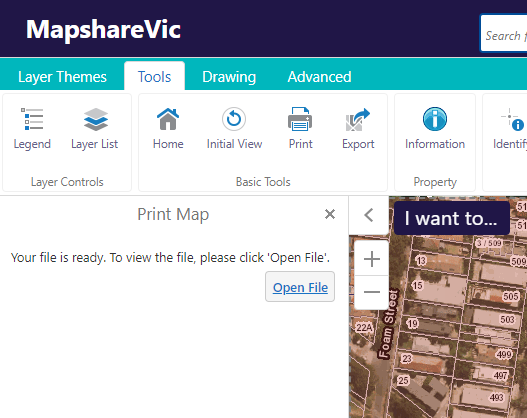 MapshareVic
Search f
Layer Themes
Tools
Drawing
Advanced
Legend
Layer List
Home
Initial View
Print
Export
Information
Identify
Layer Controls
Basic Tools
Property
Print Map
Your file is ready. To view the file, please click 'Open File'.
Open File
I want to...
3 / 509
13
15
505
503
19
22A
Foam Street
499
497
23
25
493